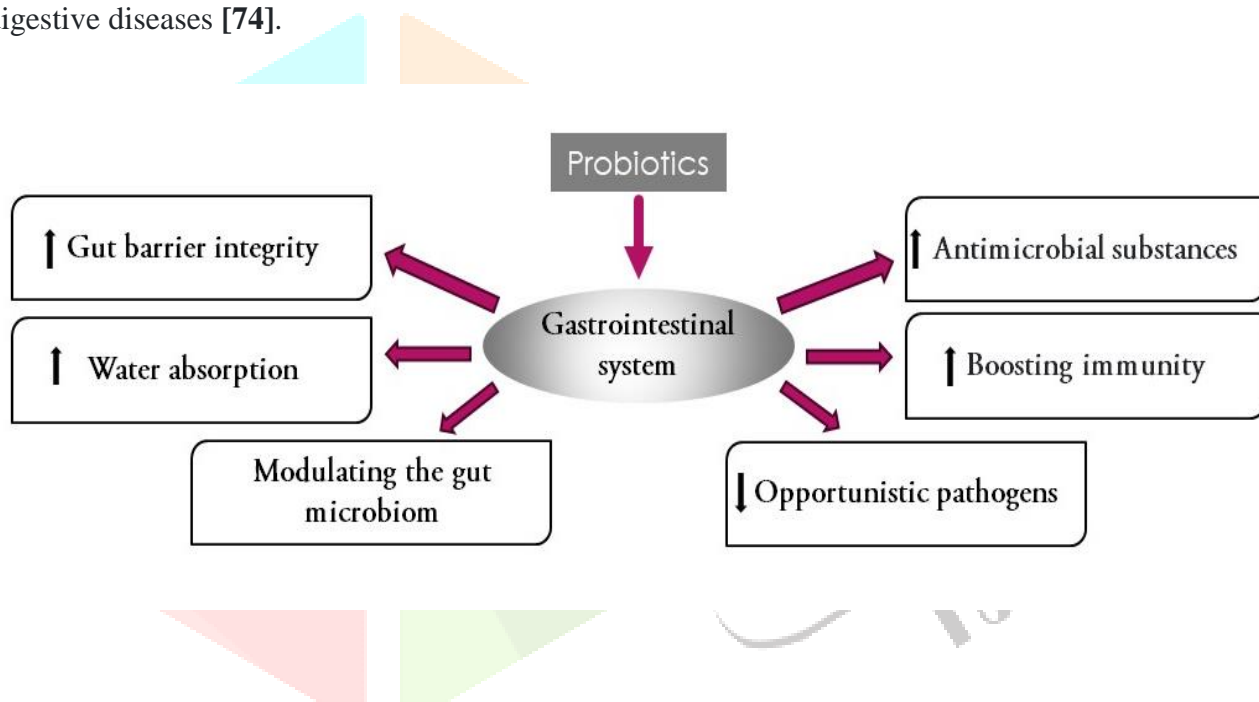 igestive diseases [74].
Probiotics
↑ Gut barrier integrity
↑ Water absorption
Modulating the gut
microbiom
Gastrointestinal
system
↑ Antimicrobial substances
↑ Boosting immunity
↓ Opportunistic pathogens